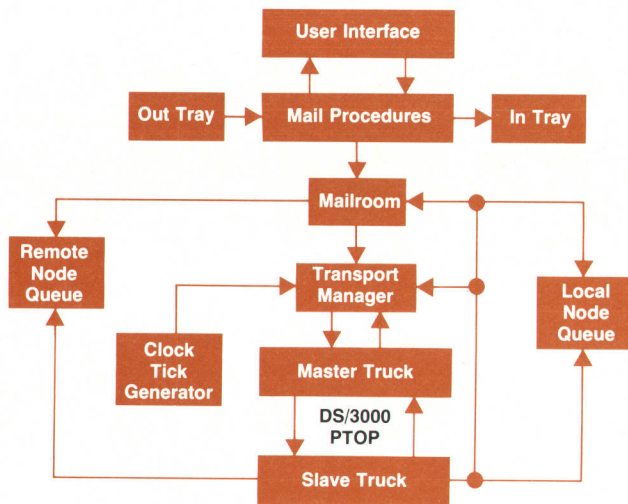 User Interface
Out Tray
Mail Procedures
In Tray
Mailroom
Remote
Node
Queue
Transport
Manager
Local
Node
Queue
Clock
Tick
Generator
Master Truck
DS/3000
PTOP
Slave Truck